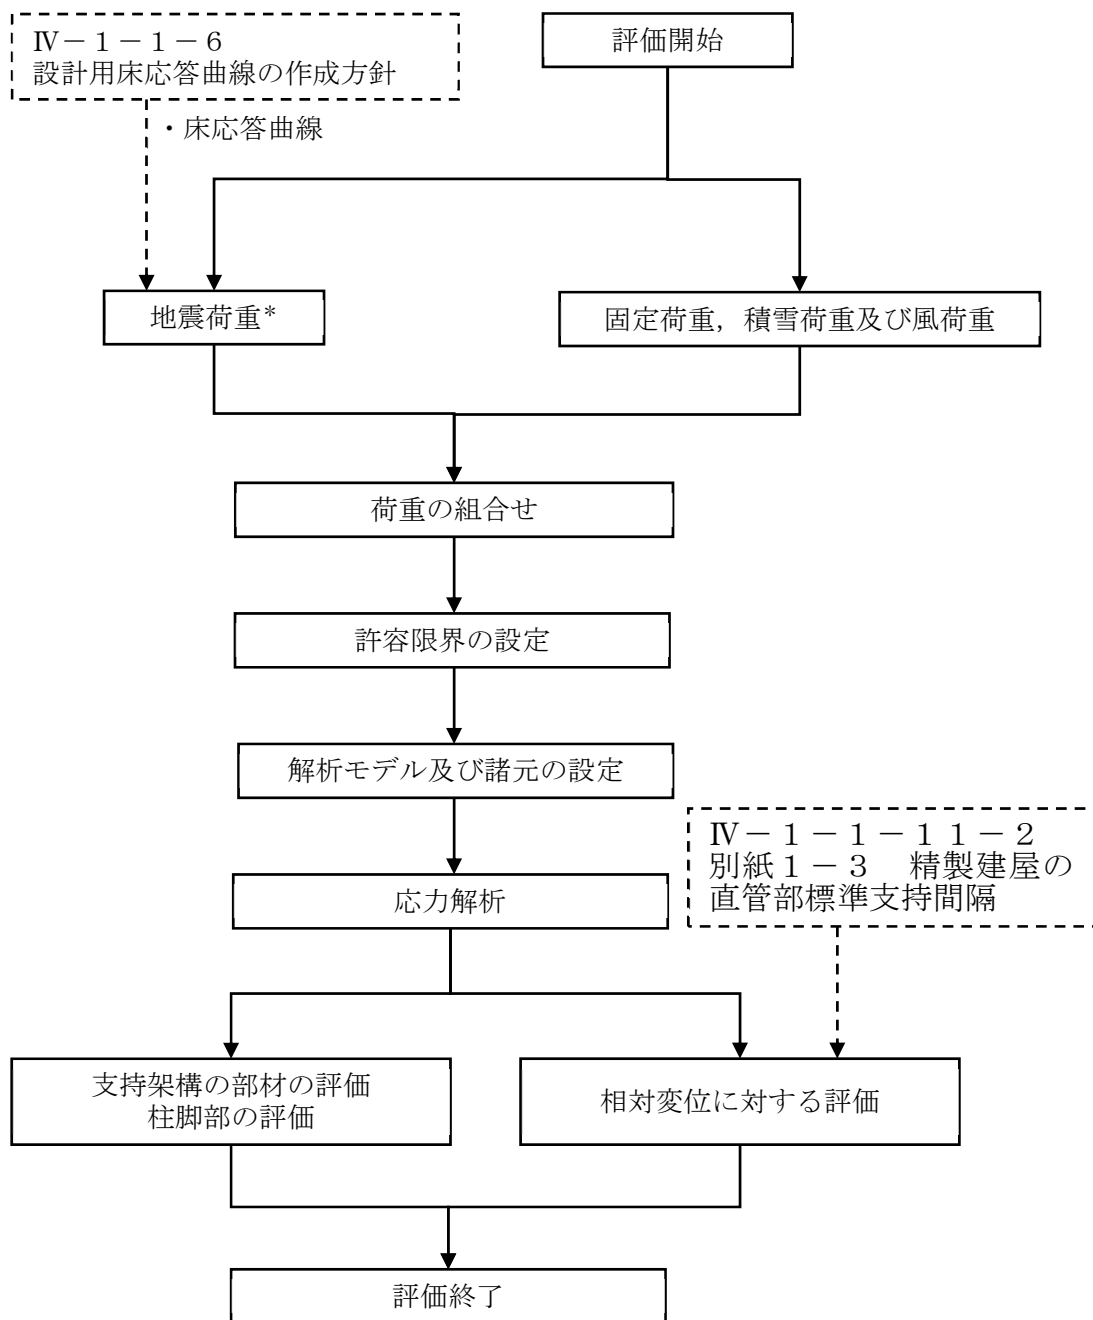 Ⅳ－１－１－６
設計用床応答曲線の作成方針
評価開始
・床応答曲線
地震荷重*
固定荷重，積雪荷重及び風荷重
荷重の組合せ
許容限界の設定
解析モデル及び諸元の設定
Ⅳ－１－１－１１－２
別紙１－３　精製建屋の
直管部標準支持間隔
応力解析
支持架構の部材の評価
柱脚部の評価
相対変位に対する評価
評価終了